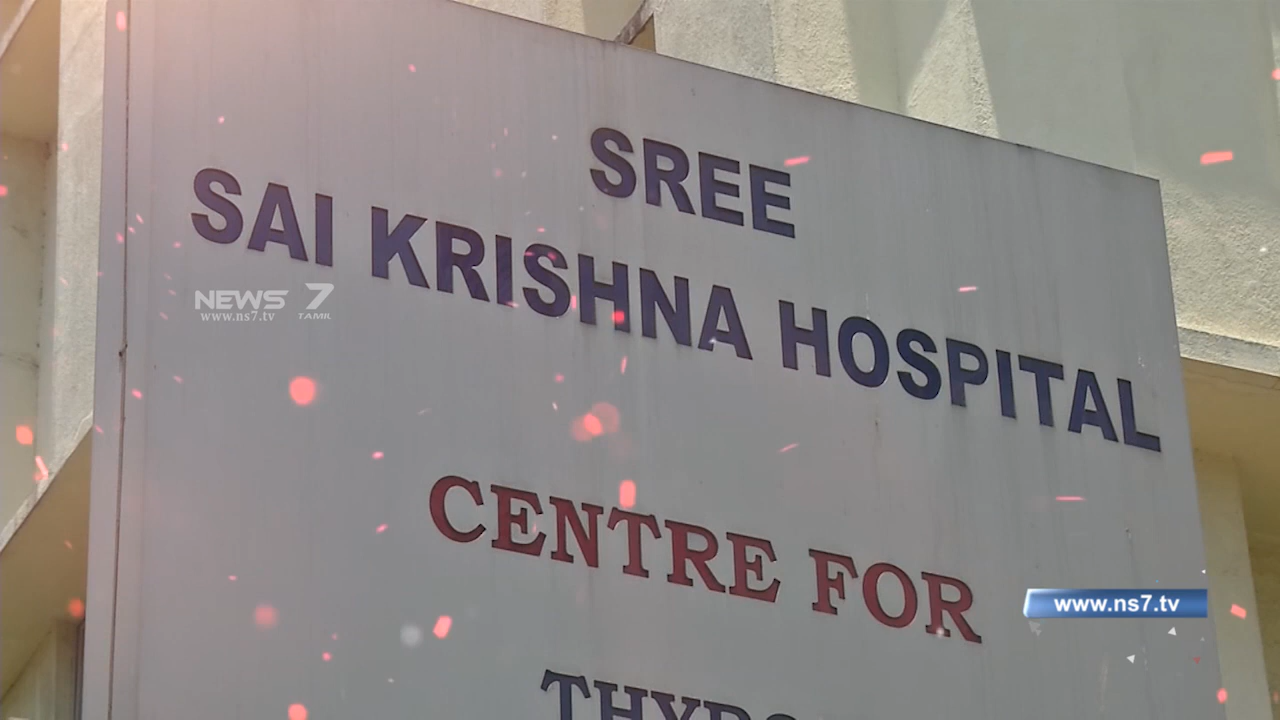 SREE
SAI KRISHNA HOSPITAL
NEWS 7
www.ns7.tv TAMIL
CENTRE FOR
www.ns7.tv